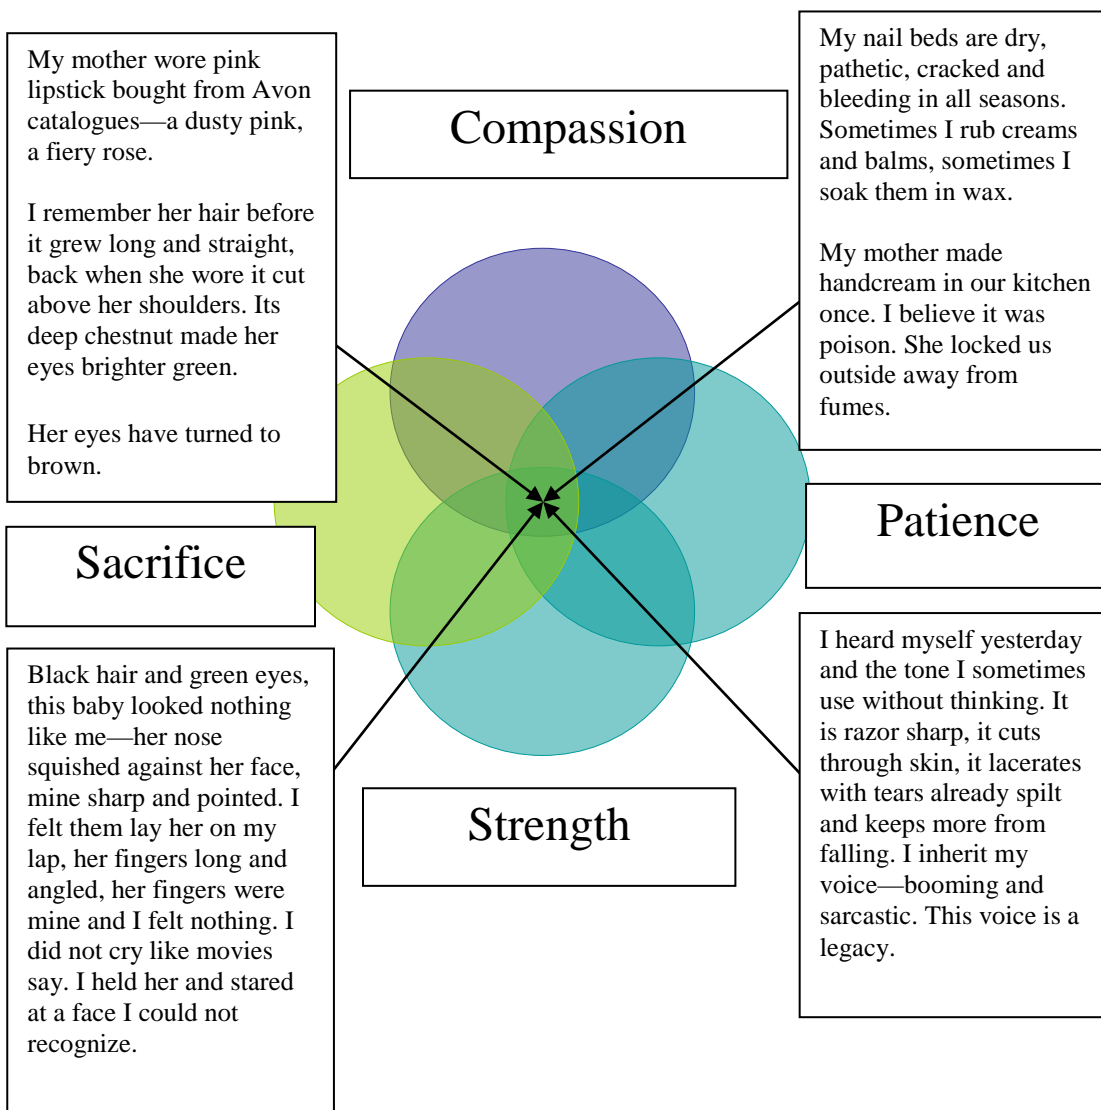 My mother wore pink
lipstick bought from Avon
catalogues—a dusty pink,
a fiery rose.
I remember her hair before
it grew long and straight,
back when she wore it cut
above her shoulders. Its
deep chestnut made her
eyes brighter green.
Her eyes have turned to
brown.
Compassion
My nail beds are dry,
pathetic, cracked and
bleeding in all seasons.
Sometimes I rub creams
and balms, sometimes I
soak them in wax.
My mother made
handcream in our kitchen
once. I believe it was
poison. She locked us
outside away from
fumes.
Sacrifice
Patience
Black hair and green eyes,
this baby looked nothing
like me—her nose
squished against her face,
mine sharp and pointed. I
felt them lay her on my
lap, her fingers long and
angled, her fingers were
mine and I felt nothing. I
did not cry like movies
say. I held her and stared
at a face I could not
recognize.
Strength
I heard myself yesterday
and the tone I sometimes
use without thinking. It
is razor sharp, it cuts
through skin, it lacerates
with tears already spilt
and keeps more from
falling. I inherit my
voice—booming and
sarcastic. This voice is a
legacy.